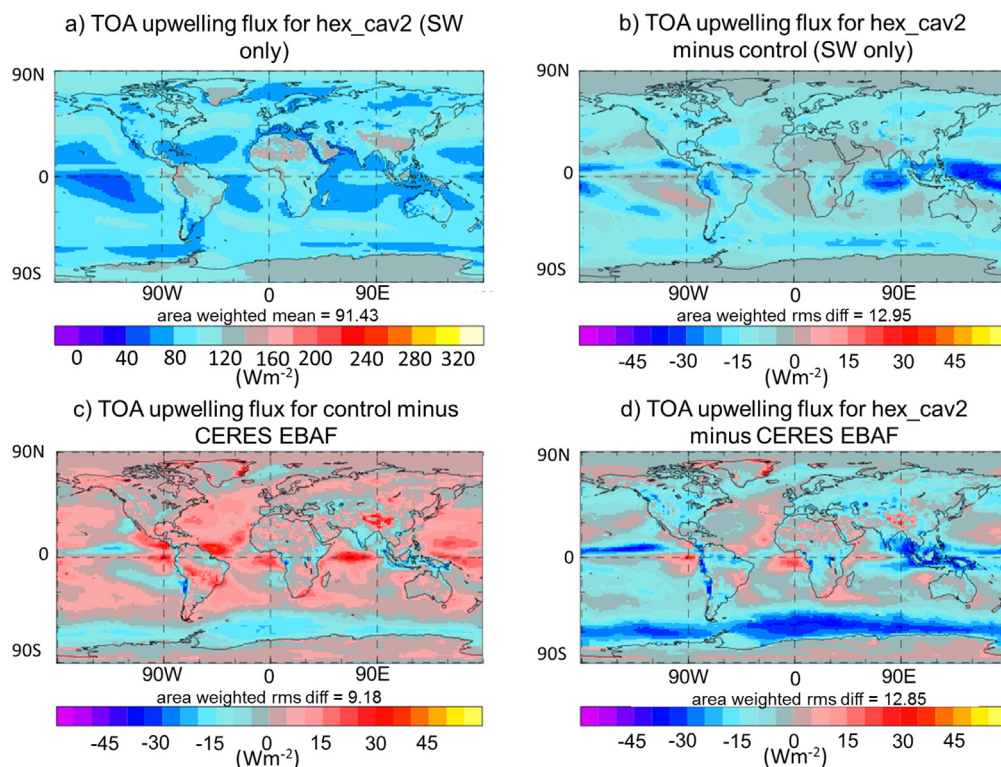 a) TOA upwelling flux for hex_cav2 (SW
only)
90N
0
90S
90W 0 90E
area weighted mean = 91.43
0 40 80 120 160 200 240 280 320
(Wm-2)
b) TOA upwelling flux for hex_cav2
minus control (SW only)
90N
0
90S
90W 0 90E
area weighted rms diff = 12.95
-45 -30 -15 0 15 30 45
(Wm-2)
c) TOA upwelling flux for control minus
CERES EBAF
90N
0
90S
90W 0 90E
area weighted rms diff = 9.18
-45 -30 -15 0 15 30 45
(Wm-2)
d) TOA upwelling flux for hex_cav2
minus CERES EBAF
90N
0
90S
90W 0 90E
area weighted rms diff = 12.85
-45 -30 -15 0 15 30 45
(Wm-2)